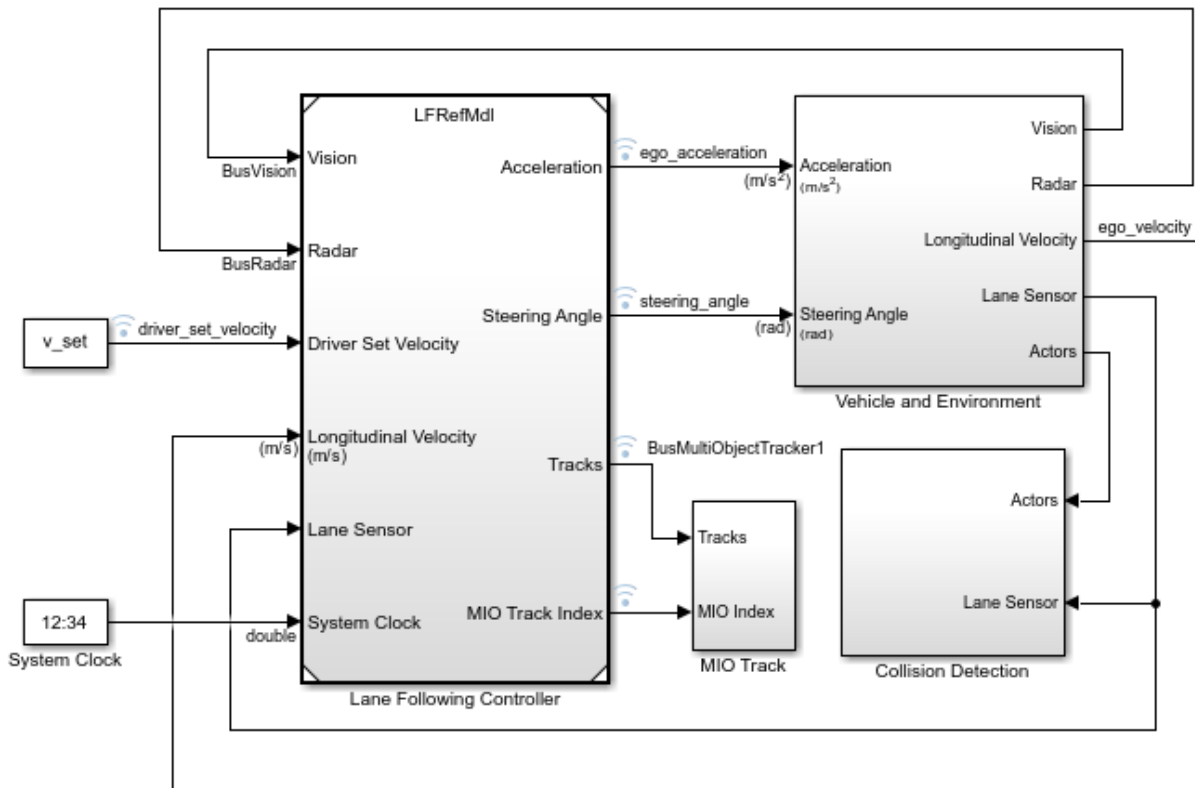 LFRefMdl
Vision
BusVision
Radar
BusRadar
v_set
driver_set_velocity
Driver Set Velocity
(m/s)
Longitudinal Velocity
(m/s)
Lane Sensor
12:34
System Clock
double
System Clock
Acceleration
Steering Angle
Tracks
MIO Track Index
Lane Following Controller
ego_acceleration
(m/s²)
steering_angle
(rad)
BusMultiObjectTracker1
Acceleration
(m/s²)
Steering Angle
(rad)
Vision
Radar
Longitudinal Velocity
Lane Sensor
Actors
Vehicle and Environment
ego_velocity
Tracks
MIO Index
MIO Track
Actors
Lane Sensor
Collision Detection